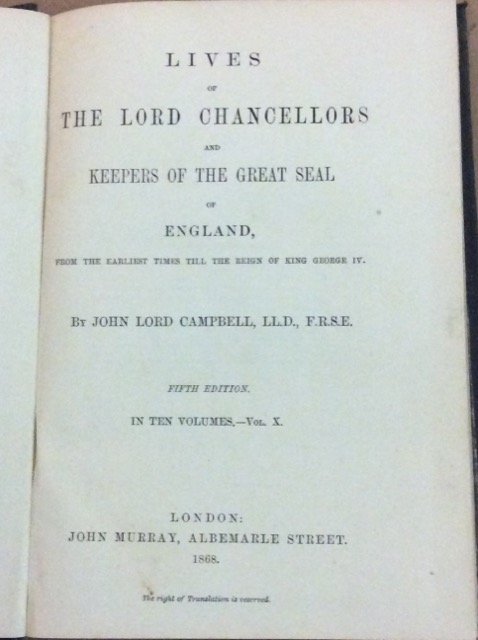 LIVES
OF
THE LORD CHANCELLORS
AND
KEEPERS OF THE GREAT SEAL
OF
ENGLAND,
FROM THE EARLIEST TIMES TILL THE REIGN OF KING GEORGE IV.
BY JOHN LORD CAMPBELL, LL.D., F.R.S.E.
FIFTH EDITION.
IN TEN VOLUMES.—VOL. X.
LONDON:
JOHN MURRAY, ALBEMARLE STREET.
1868.
The right of Translation is reserved.